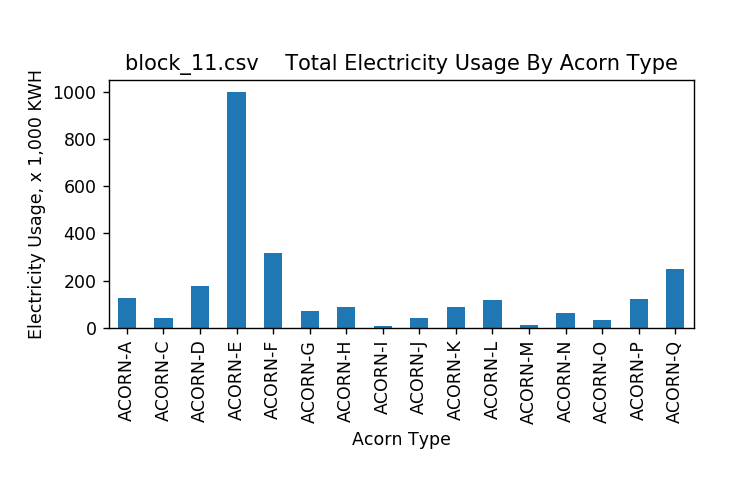 block_11.csv    Total Electricity Usage By Acorn Type
Electricity Usage, x 1,000 KWH
1000
800
600
400
200
0
ACORN-A
ACORN-C
ACORN-D
ACORN-E
ACORN-F
ACORN-G
ACORN-H
ACORN-I
ACORN-J
ACORN-K
ACORN-L
ACORN-M
ACORN-N
ACORN-O
ACORN-P
ACORN-Q
Acorn Type